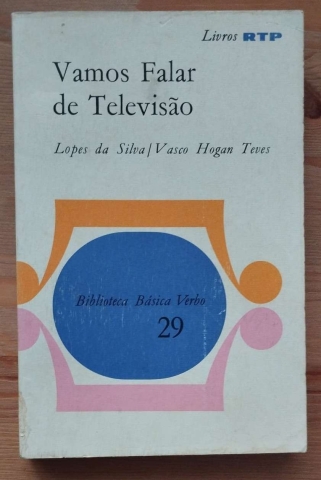 Livros RTP
Vamos Falar
de Televisão
Lopes da Silva/Vasco Hogan Teves
Biblioteca Básica Verbo
29